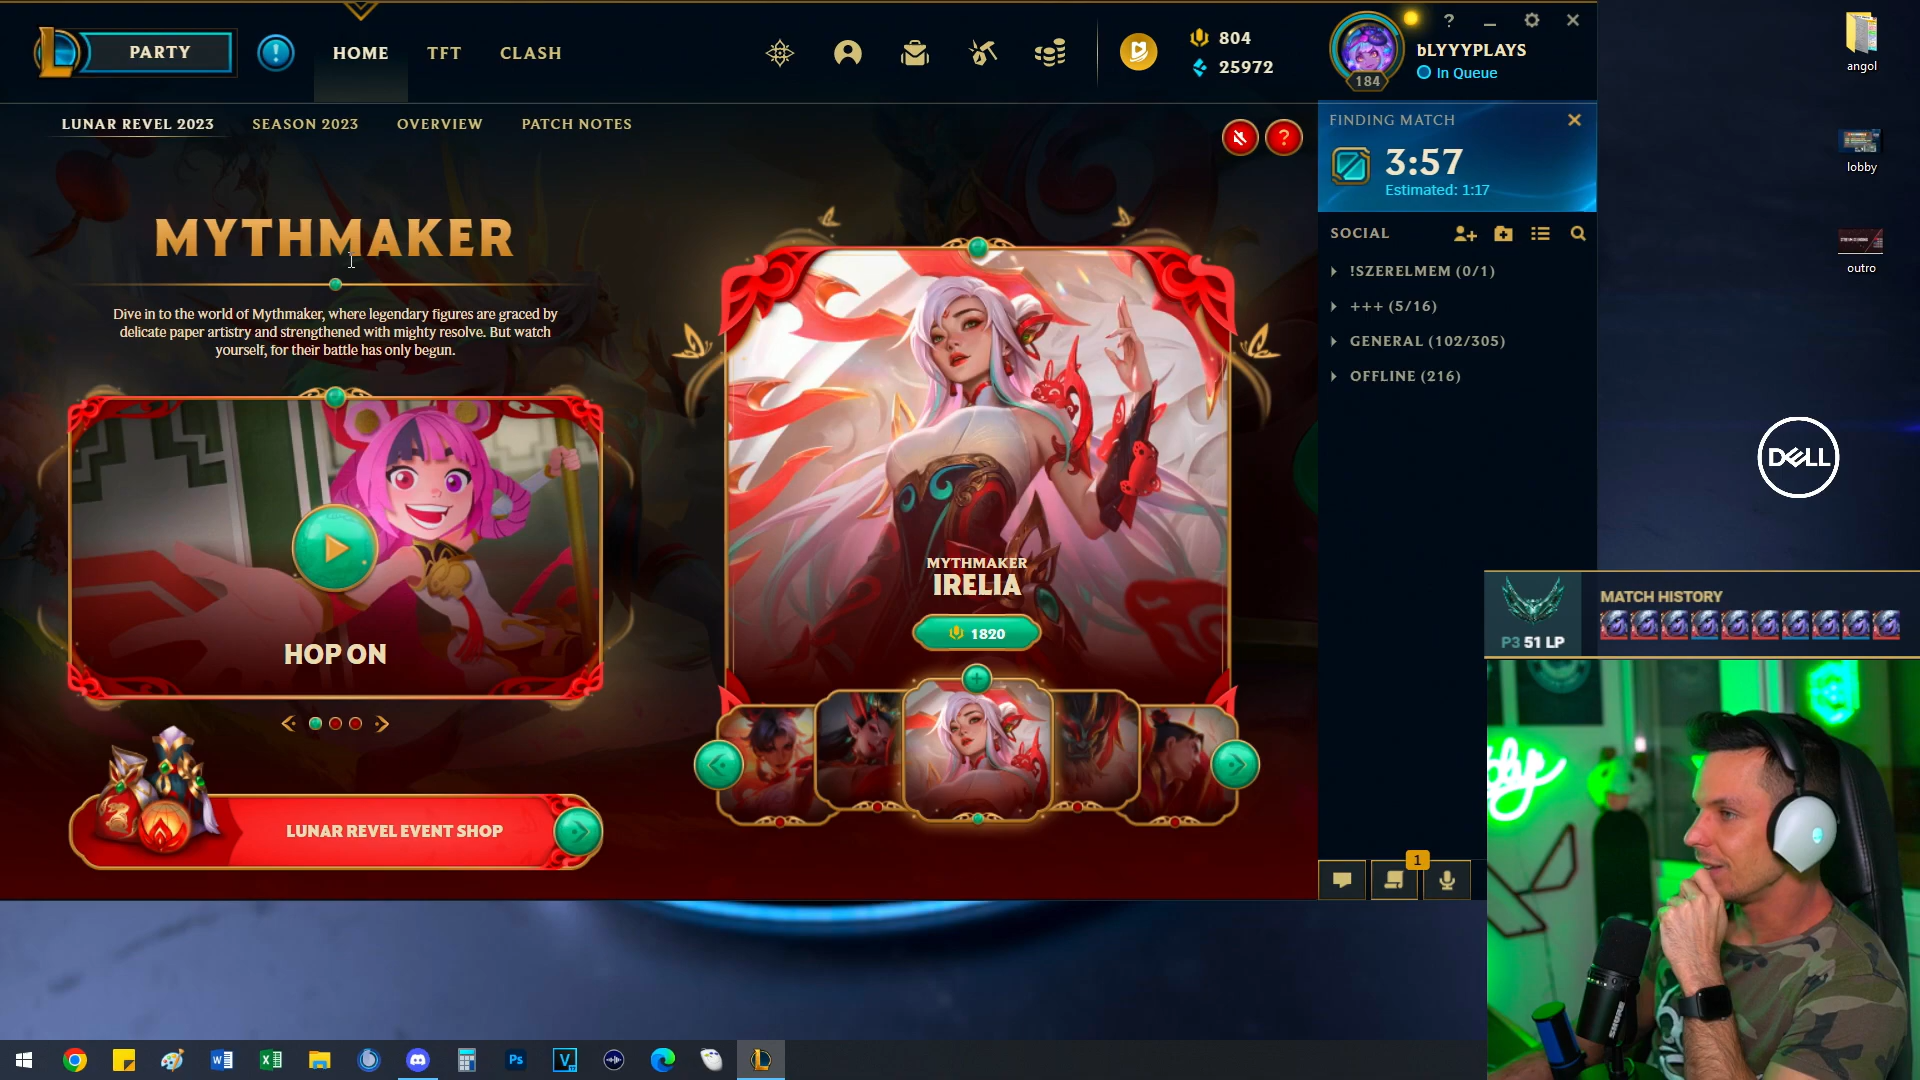 PARTY
HOME
TFT
CLASH
804
25972
184
?
bLYYYPLAYS
In Queue
LUNAR REVEL 2023
SEASON 2023
OVERVIEW
PATCH NOTES
?
FINDING MATCH
3:57
Estimated: 1:17
SOCIAL
!SZERELMEM (0/1)
+++ (5/16)
GENERAL (102/305)
OFFLINE (216)
MYTHMAKER
Dive in to the world of Mythmaker, where legendary figures are graced by
delicate paper artistry and strengthened with mighty resolve. But watch
yourself, for their battle has only begun.
HOP ON
LUNAR REVEL EVENT SHOP
MYTHMAKER
IRELIA
1820
1
angol
lobby
outro
DELL
MATCH HISTORY
P3 51 LP
SHURE
Ps